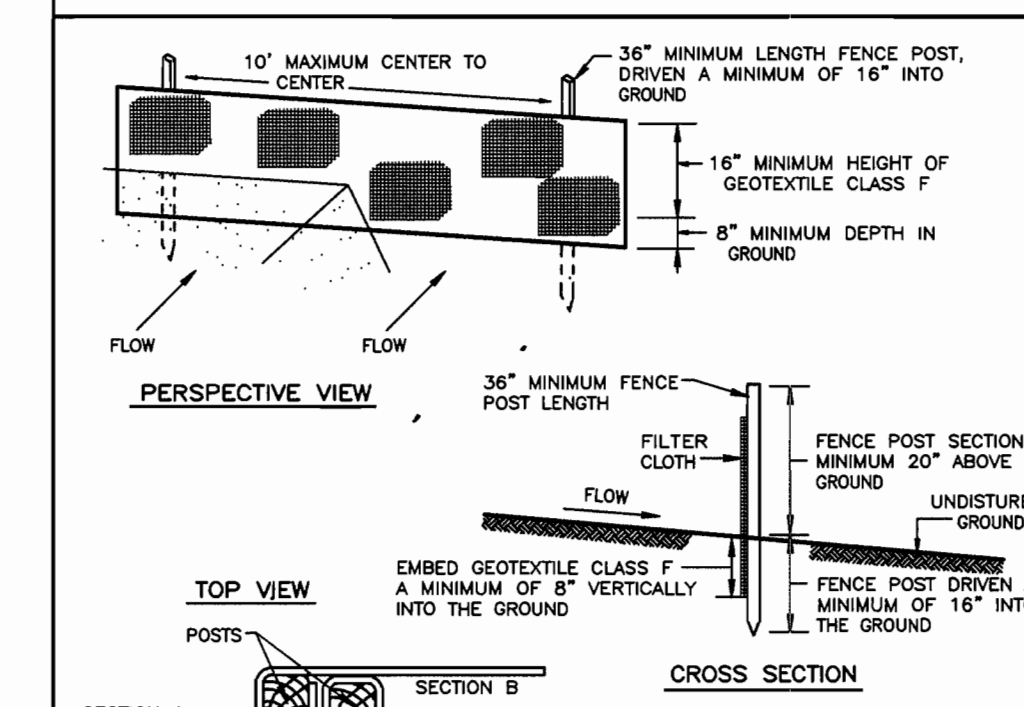 10' MAXIMUM CENTER TO
CENTER
36" MINIMUM LENGTH FENCE POST,
DRIVEN A MINIMUM OF 16" INTO
GROUND
16" MINIMUM HEIGHT OF
GEOTEXTILE CLASS F
8" MINIMUM DEPTH IN
GROUND
FLOW
FLOW
PERSPECTIVE VIEW
36" MINIMUM FENCE
POST LENGTH
FILTER
CLOTH
FENCE POST SECTION
MINIMUM 20" ABOVE
GROUND
FLOW
UNDISTURB
GROUND
EMBED GEOTEXTILE CLASS F
A MINIMUM OF 8" VERTICALLY
INTO THE GROUND
FENCE POST DRIVEN
MINIMUM OF 16" INT
THE GROUND
CROSS SECTION
TOP VIEW
POSTS
SECTION B